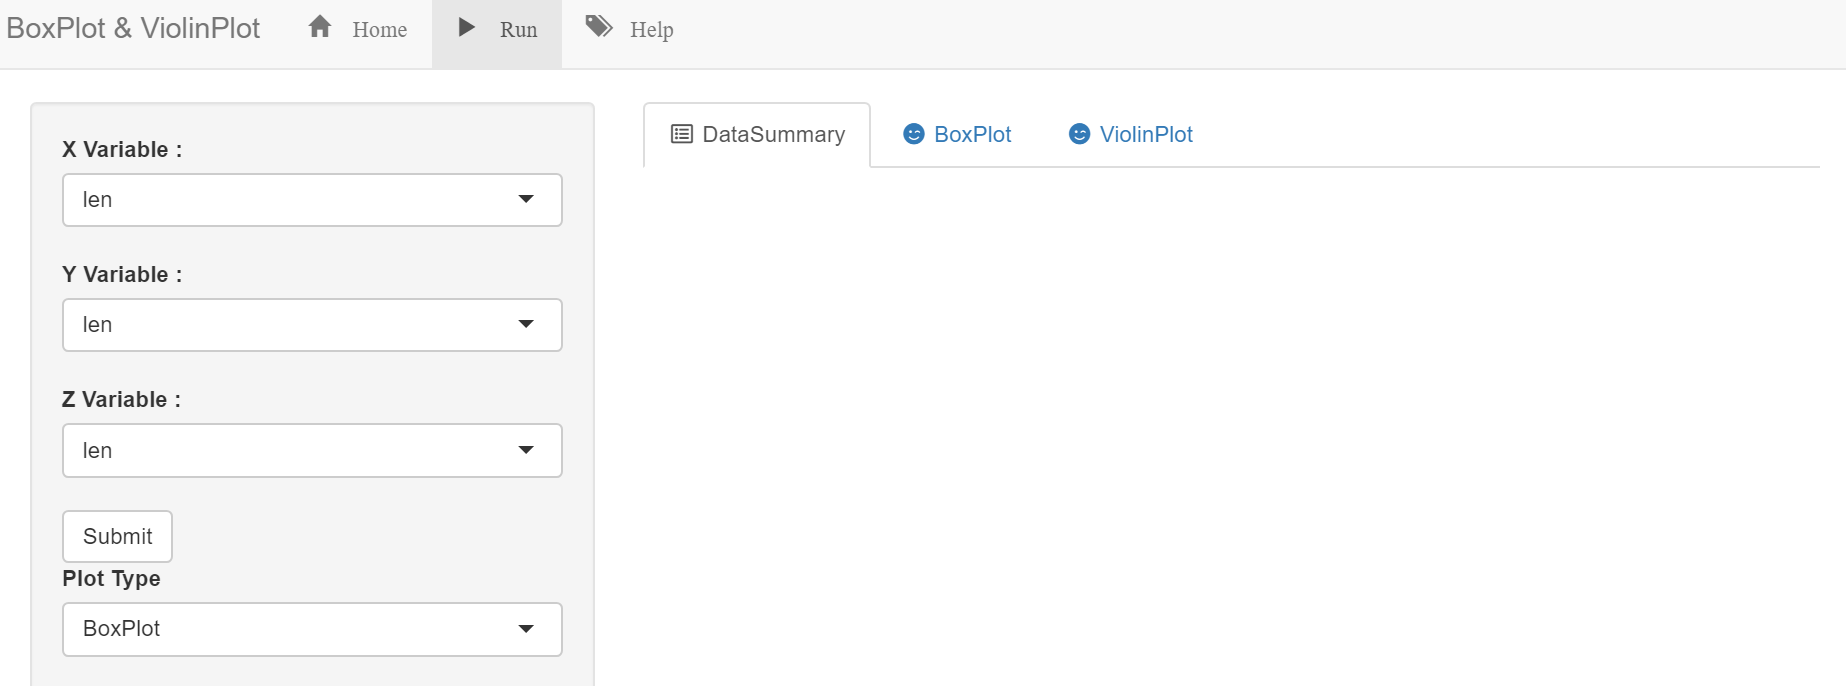 BoxPlot & ViolinPlot Home Run Help
X Variable :
len
Y Variable :
len
Z Variable :
len
Submit
Plot Type
BoxPlot
DataSummary BoxPlot ViolinPlot